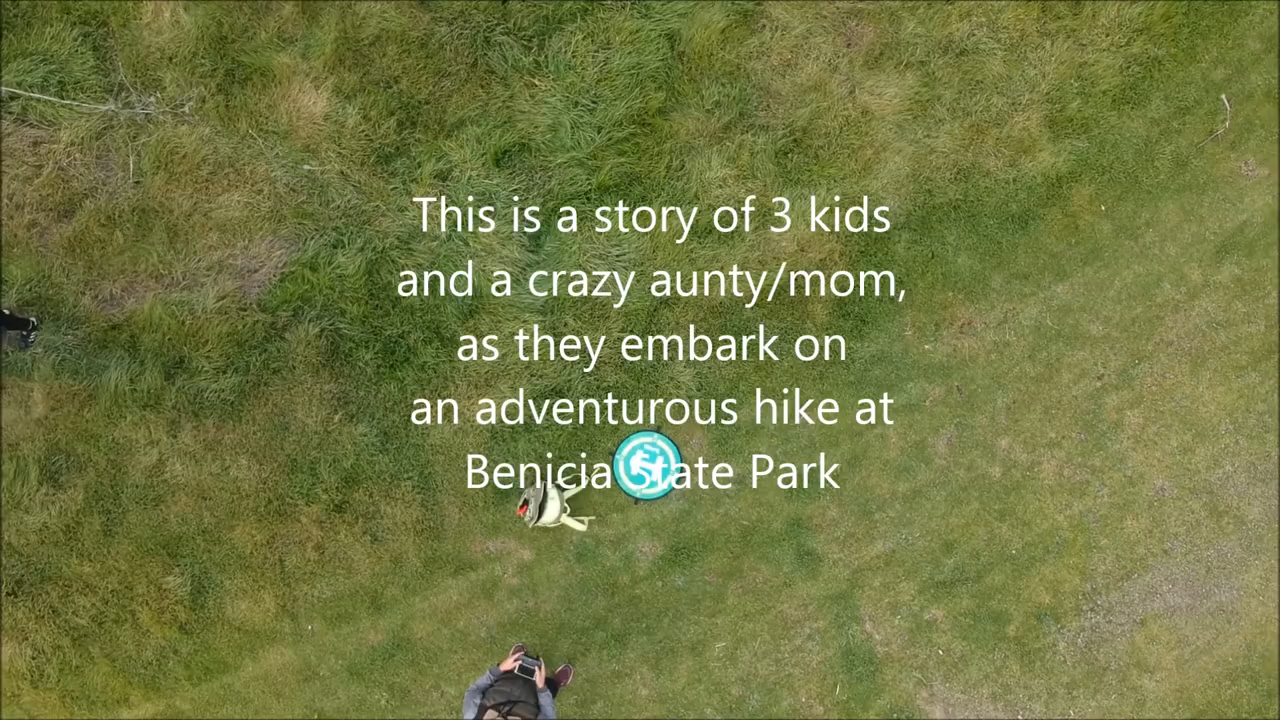 This is a story of 3 kids
and a crazy aunty/mom,
as they embark on
an adventurous hike at
Benicia State Park